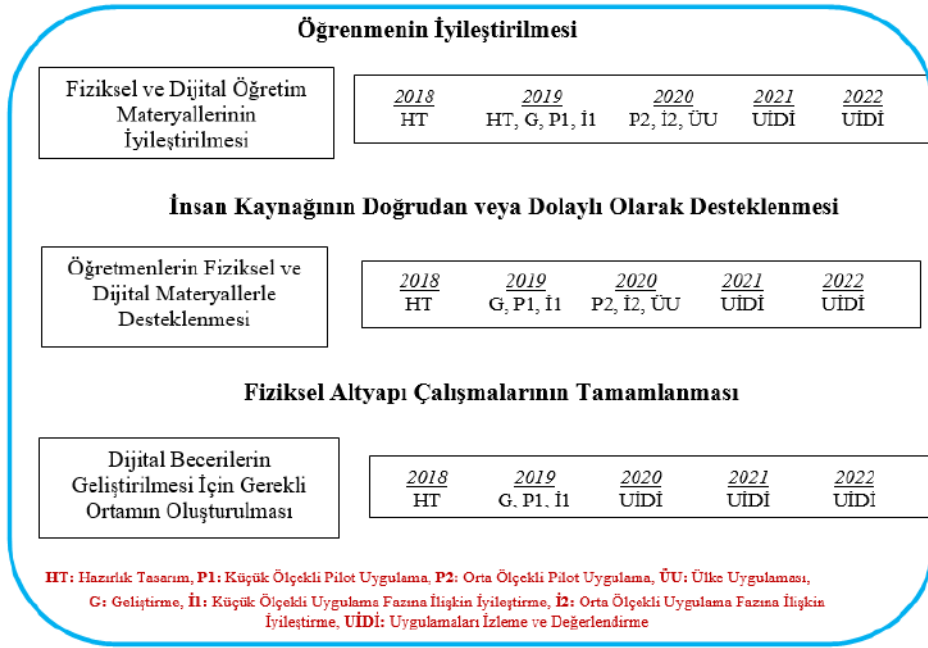 Öğrenmenin İyileştirilmesi
Fiziksel ve Dijital Öğretim
Materyallerinin
İyileştirilmesi
2018 2019 2020 2021 2022
HT HT, G, P1, İ1 P2, İ2, ÜU UİDİ UİDİ
İnsan Kaynağının Doğrudan veya Dolaylı Olarak Desteklenmesi
Öğretmenlerin Fiziksel ve
Dijital Materyallerle
Desteklenmesi
2018 2019 2020 2021 2022
HT G, P1, İ1 P2, İ2, ÜU UİDİ UİDİ
Fiziksel Altyapı Çalışmalarının Tamamlanması
Dijital Becerilerin
Geliştirilmesi İçin Gerekli
Ortamın Oluşturulması
2018 2019 2020 2021 2022
HT G, P1, İ1 UİDİ UİDİ UİDİ
HT: Hazırlık Tasarım, P1: Küçük Ölçekli Pilot Uygulama, P2: Orta Ölçekli Pilot Uygulama, ÜU: Ülke Uygulaması,
G: Geliştirme, İ1: Küçük Ölçekli Uygulama Fazına İlişkin İyileştirme, İ2: Orta Ölçekli Uygulama Fazına İlişkin
İyileştirme, UİDİ: Uygulamaları İzleme ve Değerlendirme